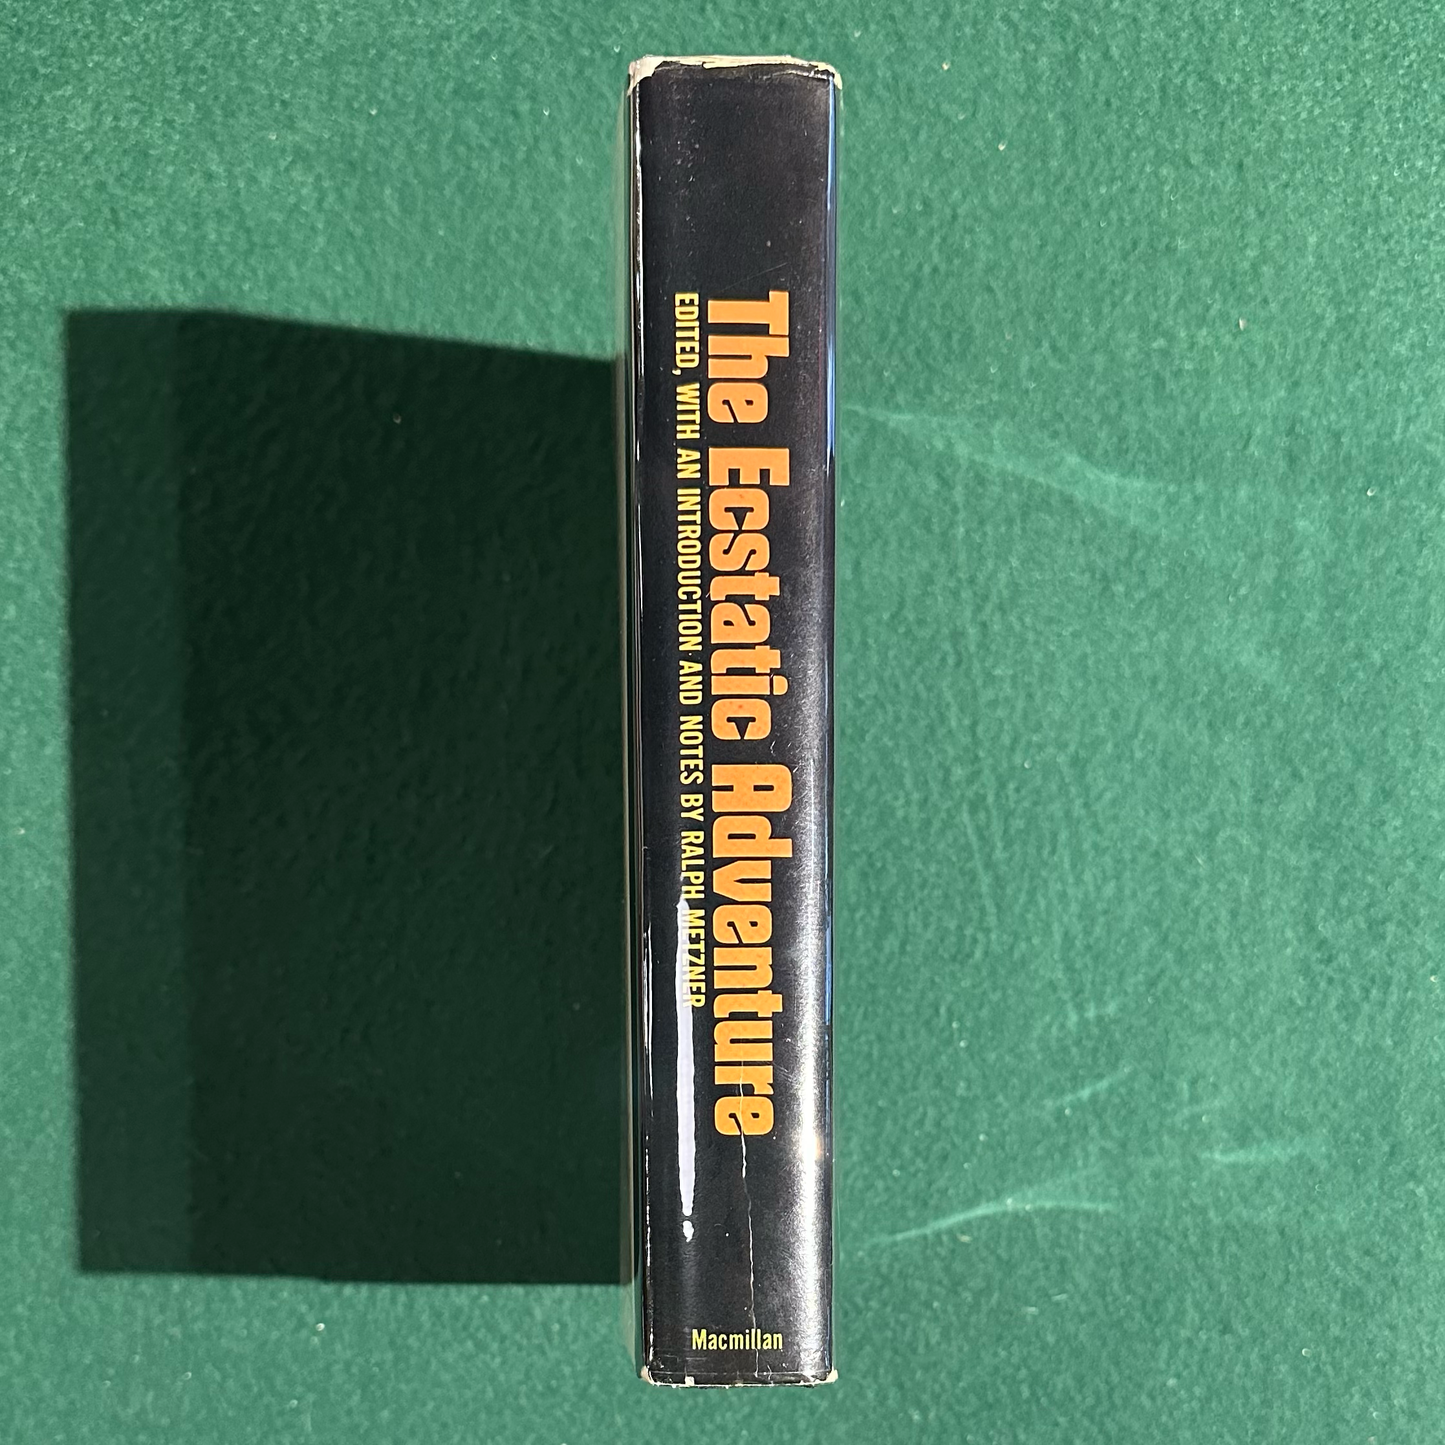 The Ecstatic Adventure
EDITED, WITH AN INTRODUCTION AND NOTES BY RALPH METZNER
Macmillan